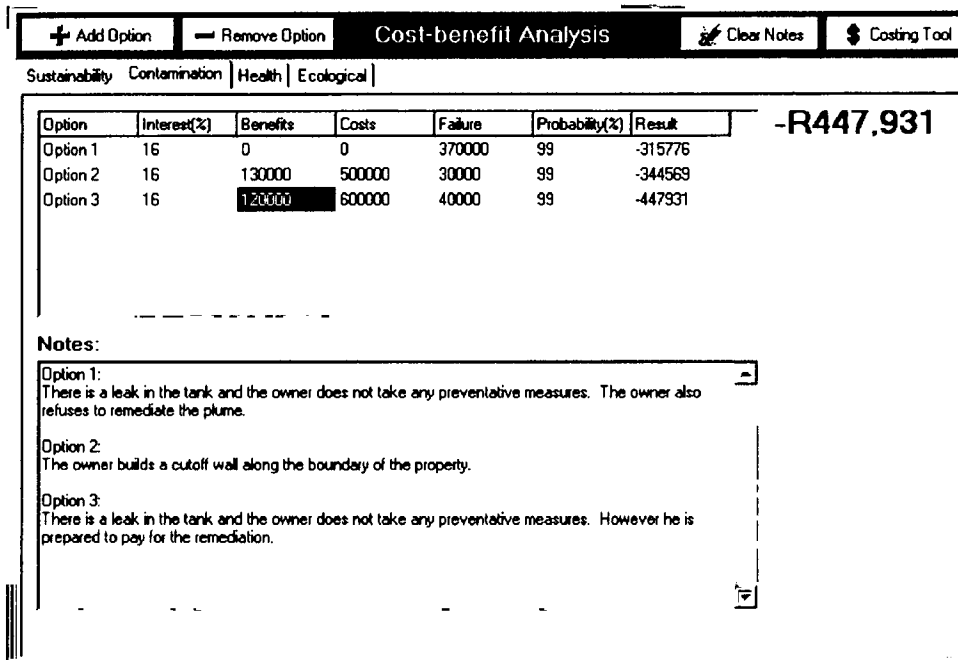 Add Option Remove Option Cost-benefit Analysis Clear Notes $ Costing Tool
Sustainability Contamination Health Ecological
Option Interest(%) Benefits Costs Failure Probability(%) Result -R447,931
Option 1 16 0 0 370000 99 -315776
Option 2 16 130000 500000 30000 99 -344569
Option 3 16 120000 600000 40000 99 -447931
Notes:
Option 1:
There is a leak in the tank and the owner does not take any preventative measures. The owner also
refuses to remediate the plume.
Option 2:
The owner builds a cutoff wall along the boundary of the property.
Option 3:
There is a leak in the tank and the owner does not take any preventative measures. However he is
prepared to pay for the remediation.